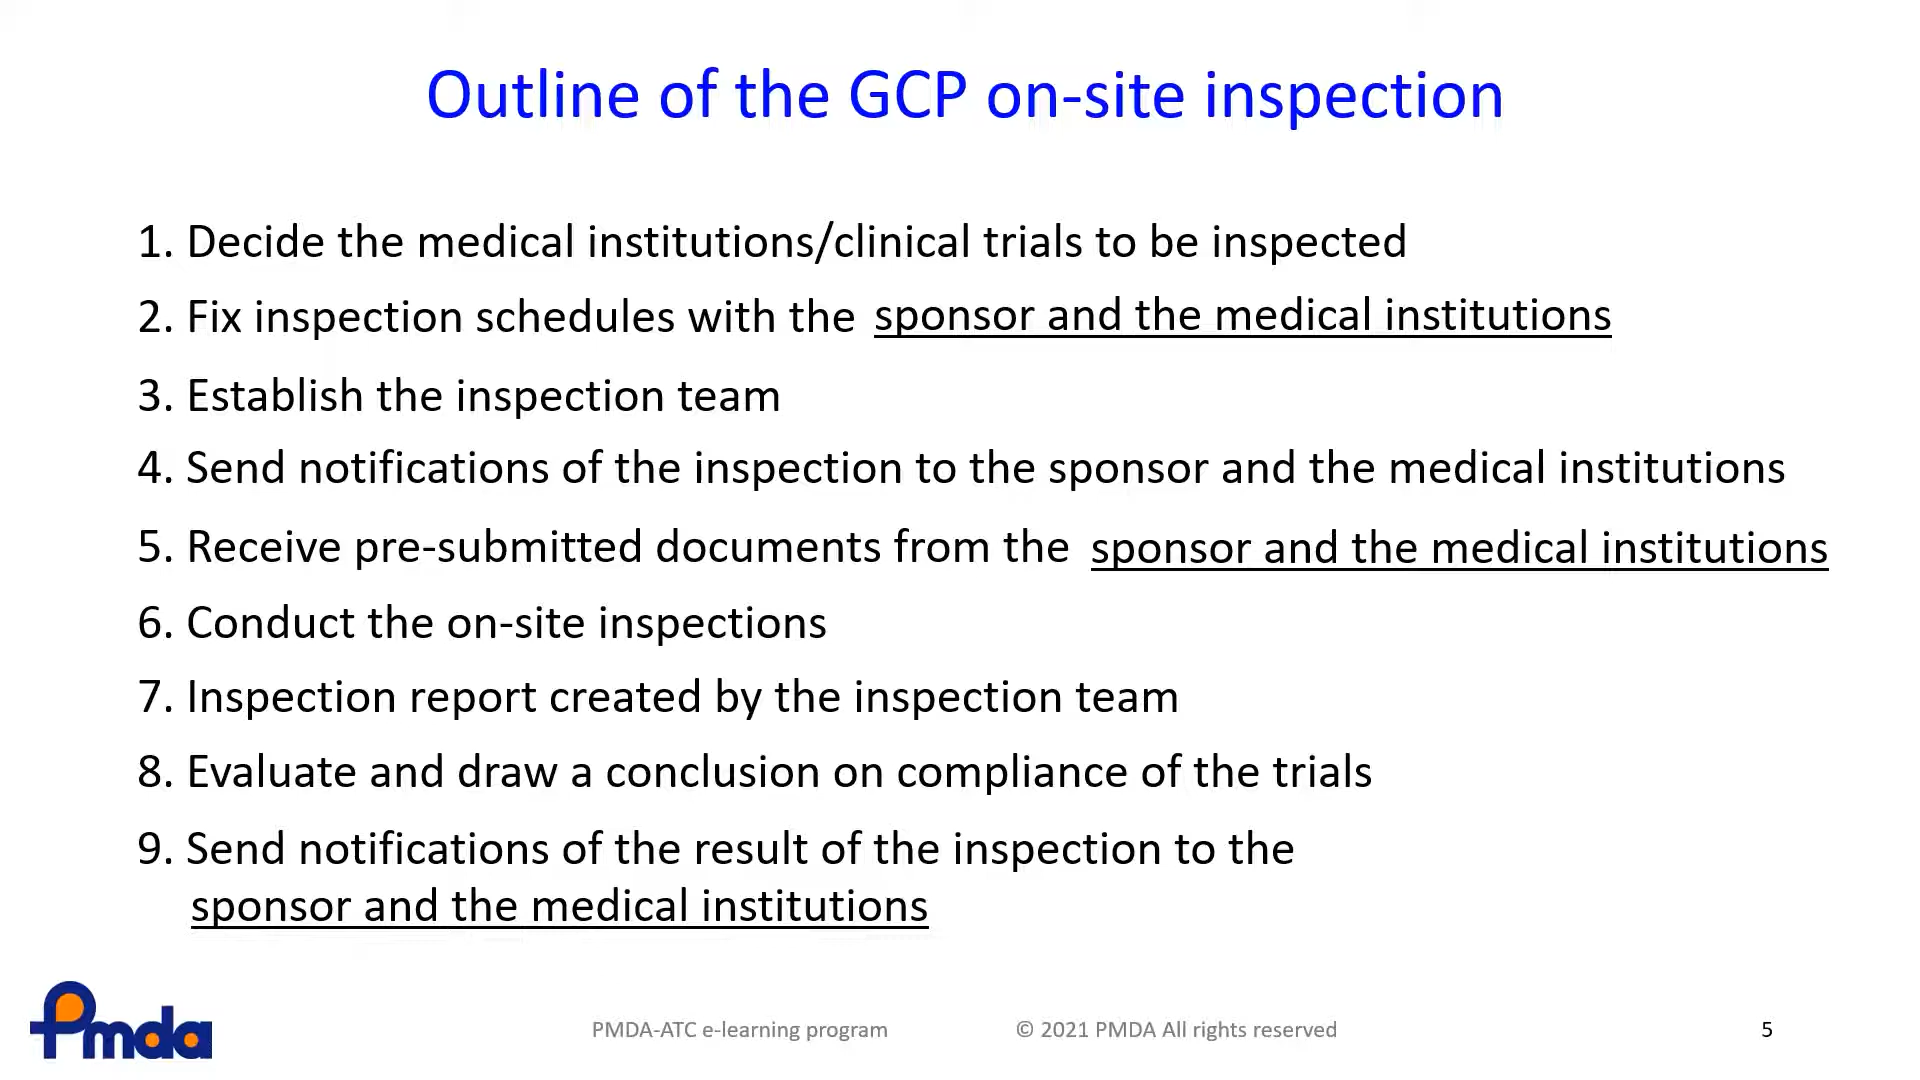 Outline of the GCP on-site inspection
1. Decide the medical institutions/clinical trials to be inspected
2. Fix inspection schedules with the sponsor and the medical institutions
3. Establish the inspection team
4. Send notifications of the inspection to the sponsor and the medical institutions
5. Receive pre-submitted documents from the sponsor and the medical institutions
6. Conduct the on-site inspections
7. Inspection report created by the inspection team
8. Evaluate and draw a conclusion on compliance of the trials
9. Send notifications of the result of the inspection to the
sponsor and the medical institutions
Pmda
PMDA-ATC e-learning program © 2021 PMDA All rights reserved 5